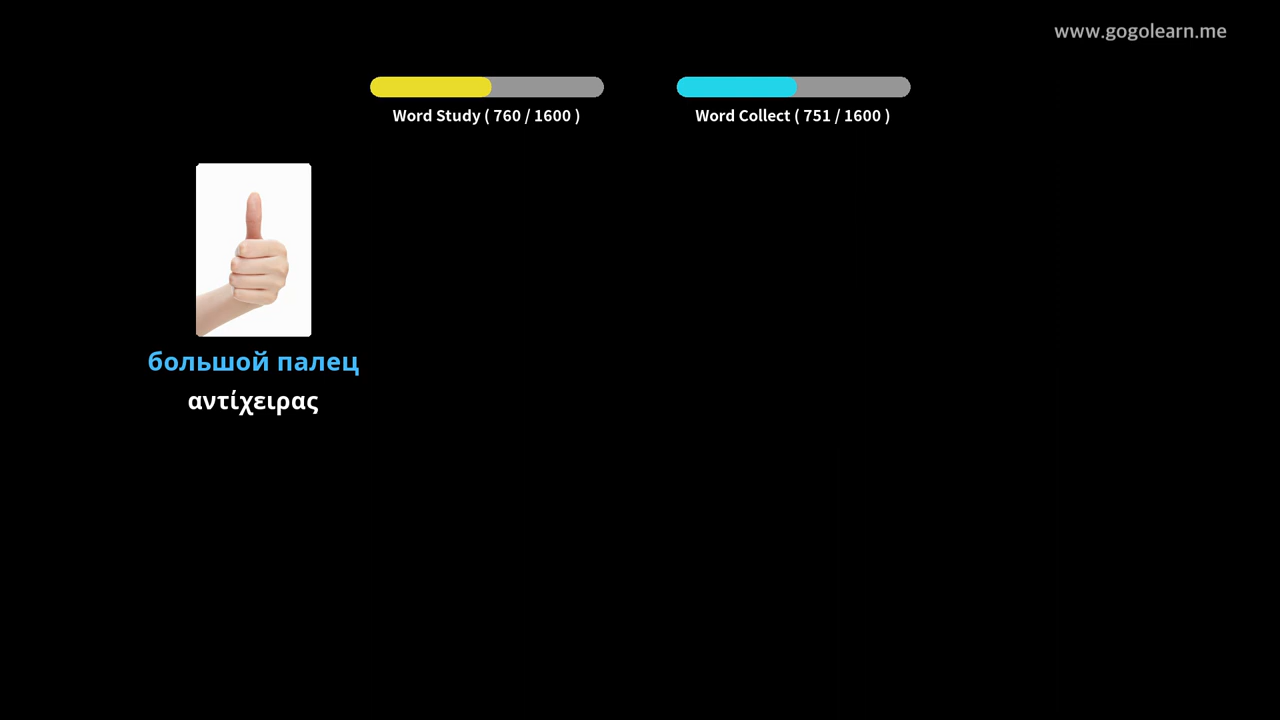 www.gogolearn.me
Word Study ( 760 / 1600 )
Word Collect ( 751 / 1600 )
большой палец
αντίχειρας